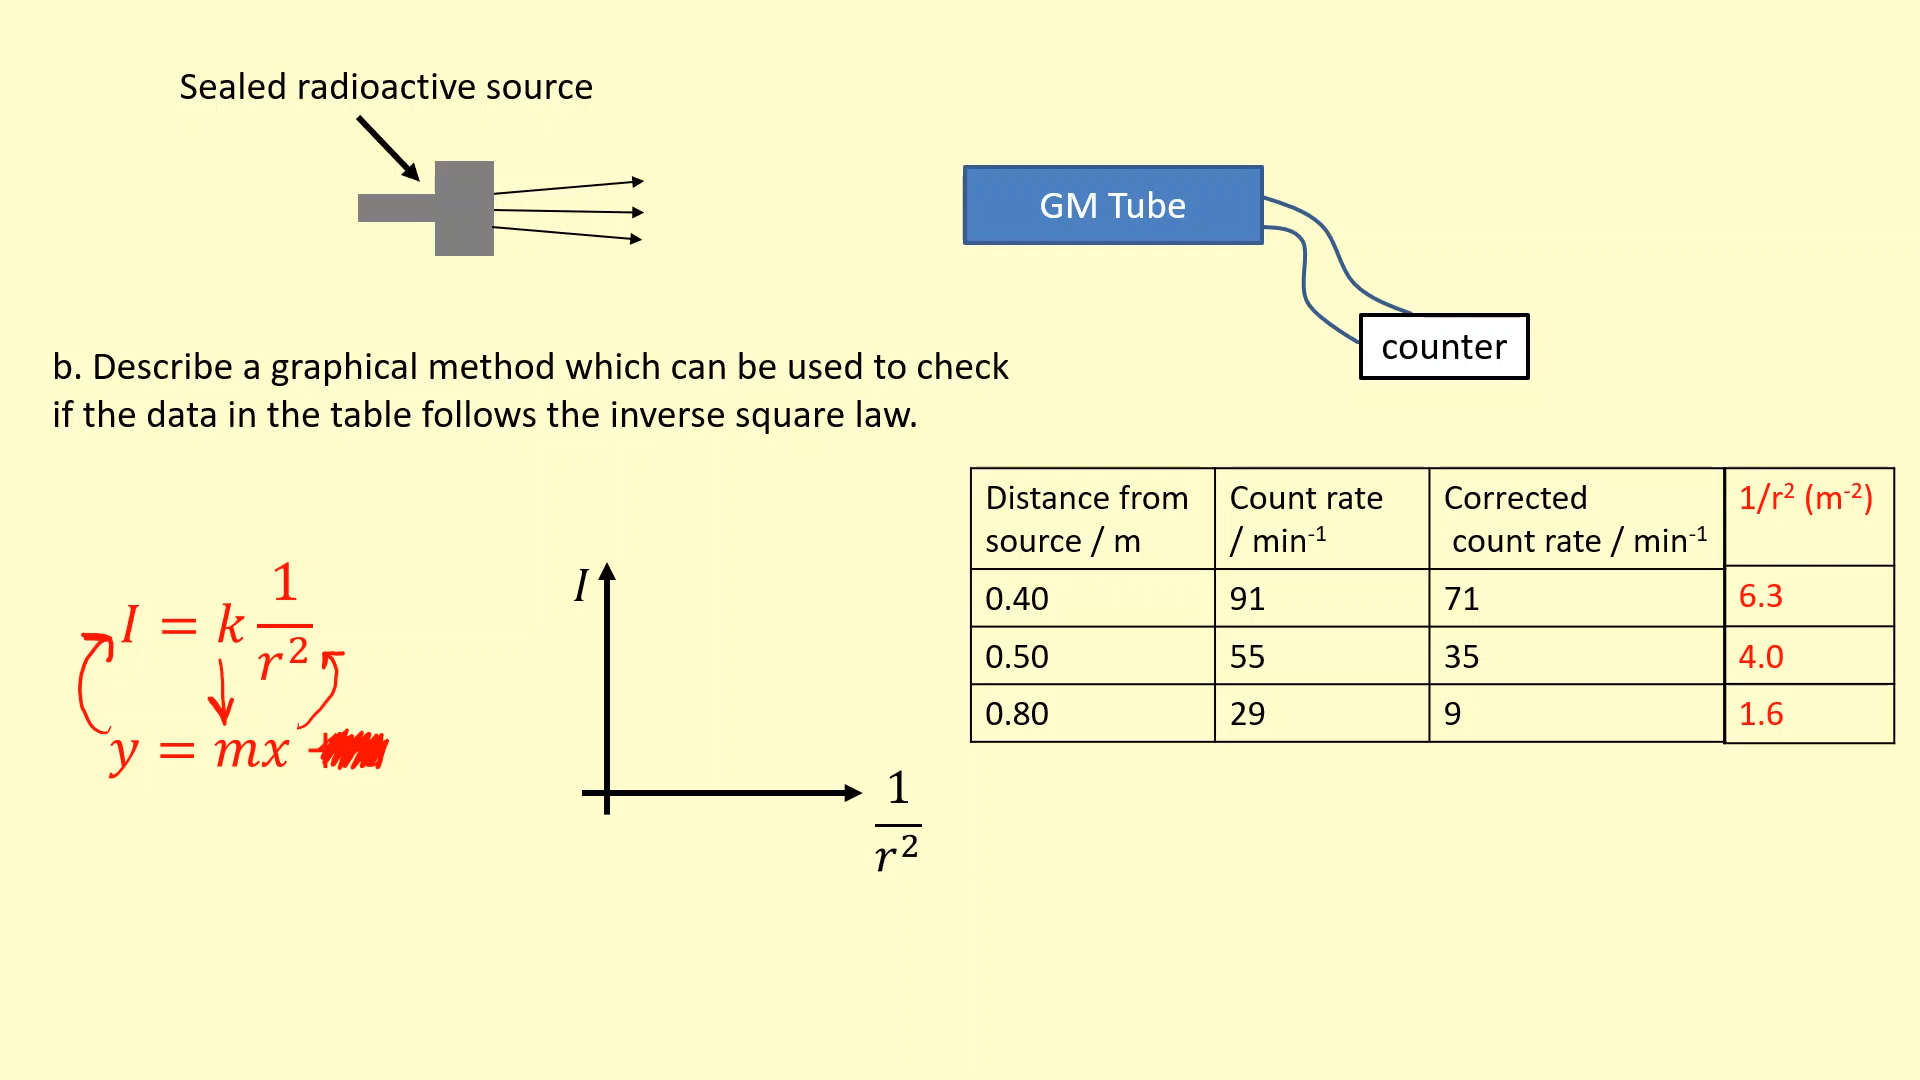 Sealed radioactive source
GM Tube
counter
b. Describe a graphical method which can be used to check
if the data in the table follows the inverse square law.
Distance from source / m | Count rate / min⁻¹ | Corrected count rate / min⁻¹ | 1/r² (m⁻²)
0.40 | 91 | 71 | 6.3
0.50 | 55 | 35 | 4.0
0.80 | 29 | 9 | 1.6
I = k 1/r²
y = mx
I
1/r²